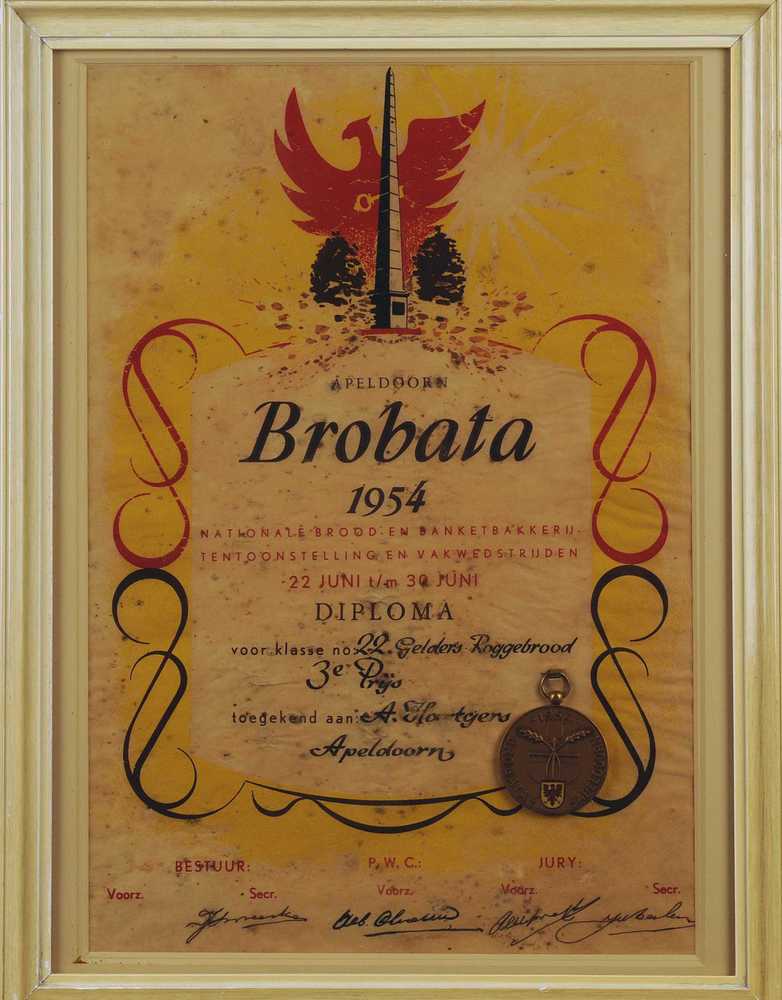 APELDOORN
Brobata
1954
NATIONALE BROOD- EN BANKETBAKKERIJ-
TENTOONSTELLING EN VAKWEDSTRIJDEN
22 JUNI t/m 30 JUNI
DIPLOMA
voor klasse no: 22. Gelders Roggebrood
3e Prijs
toegekend aan: A.
Apeldoorn
BESTUUR: P.W.C.: JURY:
Voorz. Secr. Voorz. Voorz. Secr.